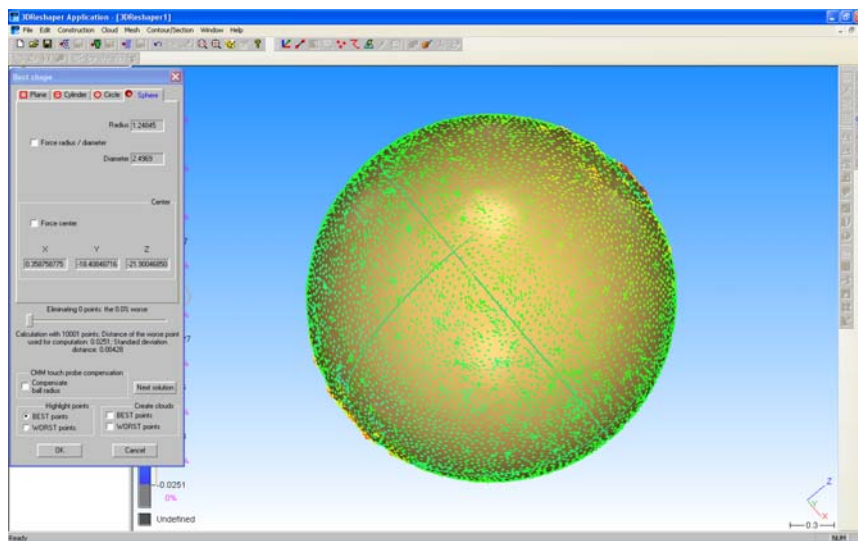 3DReshaper Application - [3DReshaper1]
File Edit Construction Cloud Mesh Contour/Section Window Help
Best shape
Plane Cylinder Circle Sphere
Radius 1.24845
Force radius / diameter
Diameter 2.4969
Center
Force center
X Y Z
0.358758775 -18.40848716 -21.90046850
Eliminating 0 points: the 0.0% worse
Calculation with 10001 points; Distance of the worse point
used for computation: 0.0251; Standard deviation
distance: 0.00428
CMM touch probe compensation
Compensate
ball radius
Next solution
Highlight points
Create clouds
BEST points
BEST points
WORST points
WORST points
OK
Cancel
-0.0251
0%
Undefined
Z
Y
X
0.3
Ready
NUM